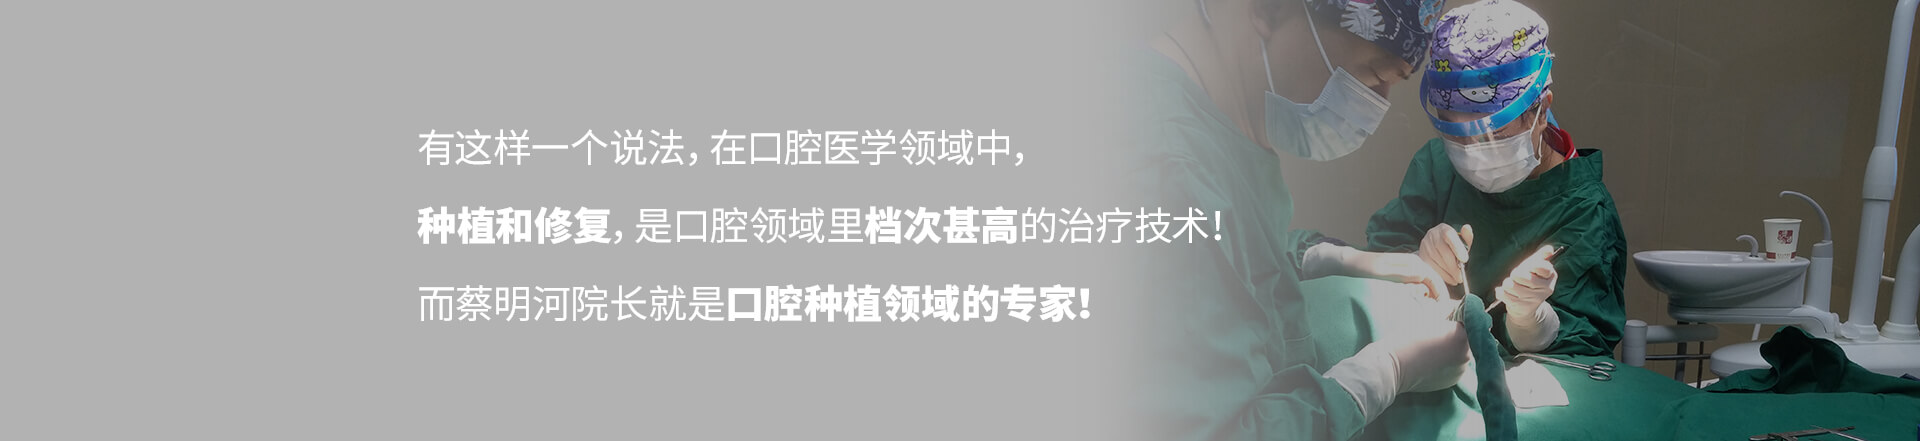 有这样一个说法，在口腔医学领域中，
种植和修复，是口腔领域里档次甚高的治疗技术！
而蔡明河院长就是口腔种植领域的专家！